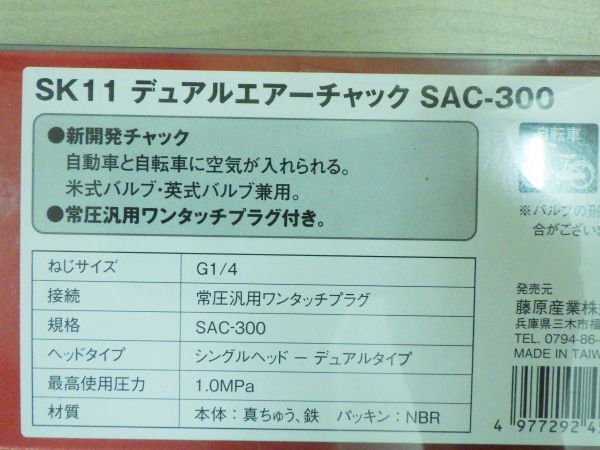 SK11 デュアルエアーチャック SAC-300
●新開発チャック
自動車と自転車に空気が入れられる。
米式バルブ・英式バルブ兼用。
●常圧汎用ワンタッチプラグ付き。
自転車
※バルブの形
合がござい
ねじサイズ G1/4
接続 常圧汎用ワンタッチプラグ
規格 SAC-300
ヘッドタイプ シングルヘッド ー デュアルタイプ
最高使用圧力 1.0MPa
材質 本体：真ちゅう、鉄 パッキン：NBR
発売元
藤原産業株
兵庫県三木市福
TEL. 0794-86-
MADE IN TAIW
4 977292 4